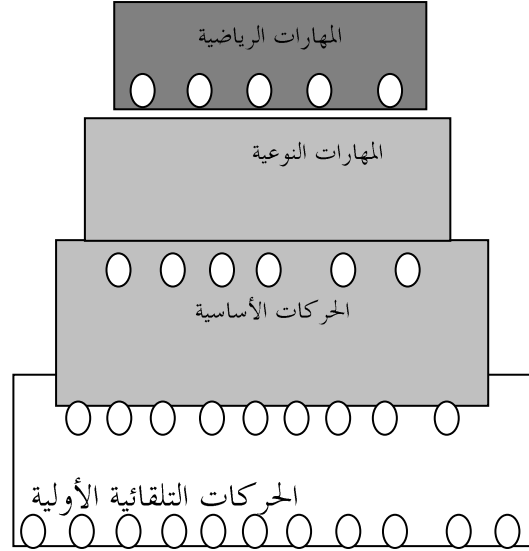 المهارات الرياضية
المهارات النوعية
الحركات الأساسية
الحركات التلقائية الأولية